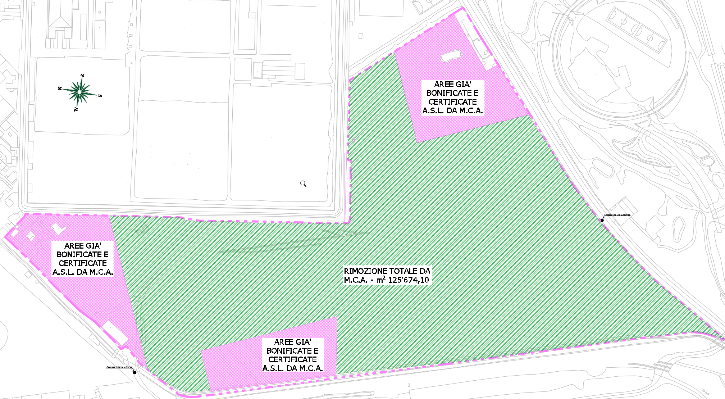 AREE GIA'
BONIFICATE E
CERTIFICATE
A.S.L. DA M.C.A.
AREE GIA'
BONIFICATE E
CERTIFICATE
A.S.L. DA M.C.A.
RIMOZIONE TOTALE DA
M.C.A. - m² 125'674,10
AREE GIA'
BONIFICATE E
CERTIFICATE
A.S.L. DA M.C.A.